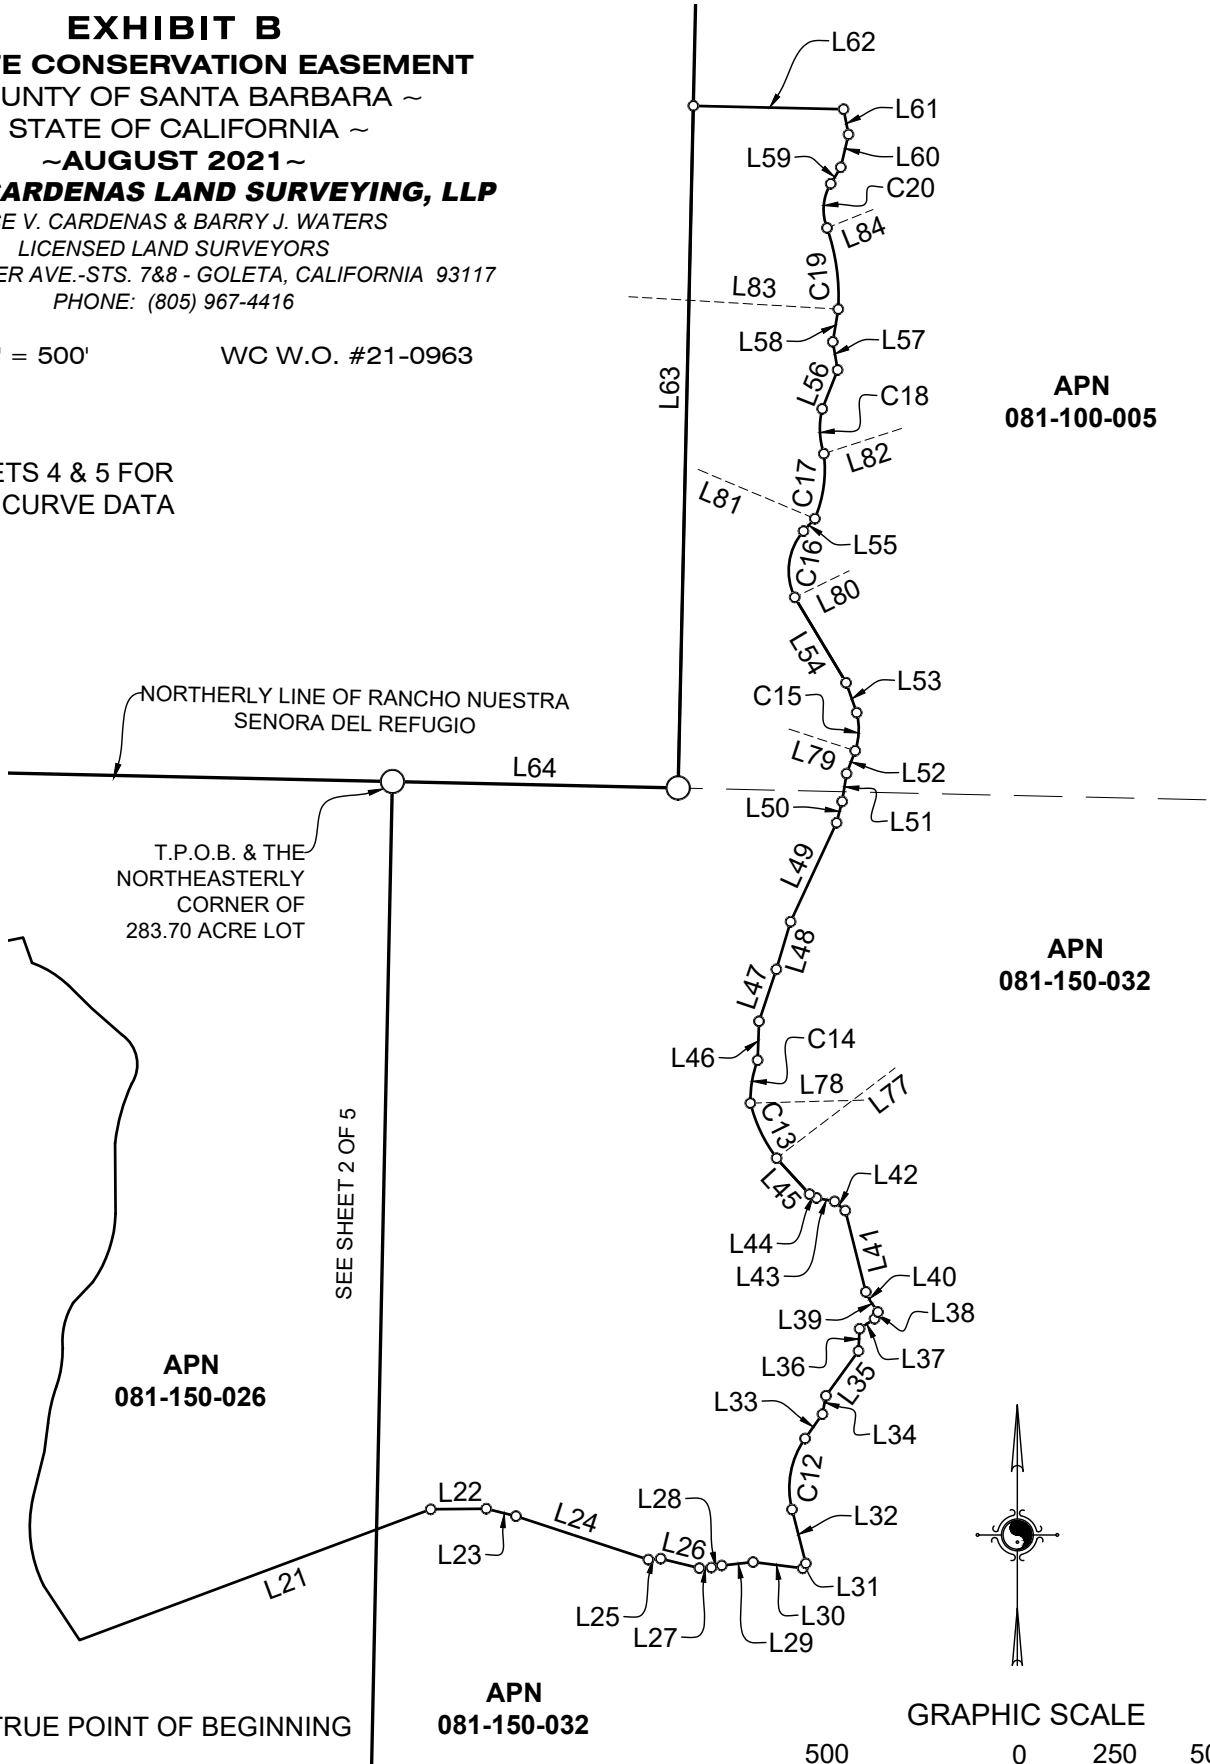 EXHIBIT B
CONSERVATION EASEMENT
OF SANTA BARBARA ~
STATE OF CALIFORNIA ~
~AUGUST 2021~
LAND SURVEYING, LLP
V. CARDENAS & BARRY J. WATERS
LICENSED LAND SURVEYORS
AVE.-STS. 7&8 - GOLETA, CALIFORNIA 93117
PHONE: (805) 967-4416
= 500' WC W.O. #21-0963
4 & 5 FOR
CURVE DATA
L62
L61
L59
L60
C20
L84
C19
L83
L58
L57
L63
L56
C18
APN
081-100-005
L82
C17
L81
L55
C16
L80
L54
L53
C15
NORTHERLY LINE OF RANCHO NUESTRA
SENORA DEL REFUGIO
L79
L64
L52
L50
L51
T.P.O.B. & THE
NORTHEASTERLY
CORNER OF
283.70 ACRE LOT
L49
L48
APN
081-150-032
L47
L46
C14
L78
L77
C13
SEE SHEET 2 OF 5
L45
L42
L44
L43
L41
L40
L39
L38
L36
L37
APN
081-150-026
L35
L33
L34
C12
L22
L28
L32
L24
L23
L26
L21
L31
L25
L30
L27
L29
APN
081-150-032
TRUE POINT OF BEGINNING
GRAPHIC SCALE
500 0 250